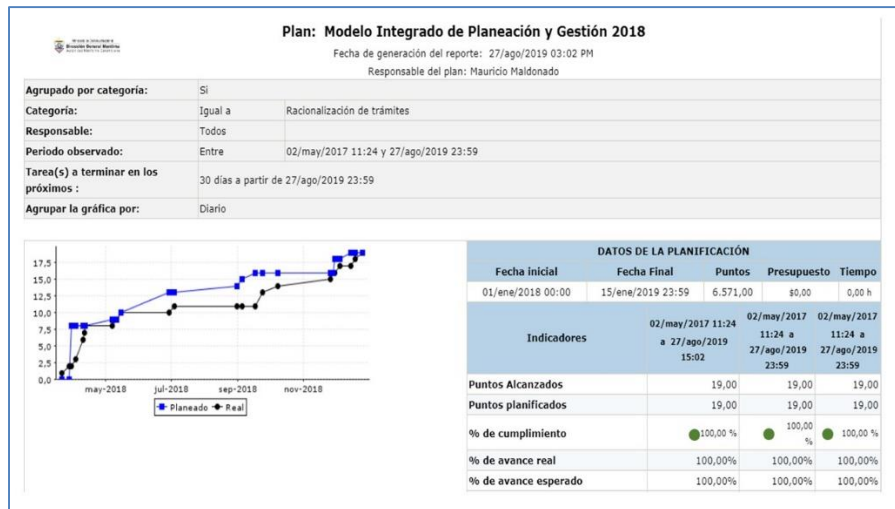 Plan: Modelo Integrado de Planeación y Gestión 2018
Fecha de generación del reporte: 27/ago/2019 03:02 PM
Responsable del plan: Mauricio Maldonado
Dirección General Marítima
Agrupado por categoría: Si
Categoría: Igual a Racionalización de trámites
Responsable: Todos
Periodo observado: Entre 02/may/2017 11:24 y 27/ago/2019 23:59
Tarea(s) a terminar en los
próximos : 30 días a partir de 27/ago/2019 23:59
Agrupar la gráfica por: Diario
17,5
15,0
12,5
10,0
7,5
5,0
2,5
0,0
may-2018 jul-2018 sep-2018 nov-2018
Planeado Real
DATOS DE LA PLANIFICACIÓN
Fecha inicial Fecha Final Puntos Presupuesto Tiempo
01/ene/2018 00:00 15/ene/2019 23:59 6.571,00 $0,00 0,00 h
Indicadores
02/may/2017 11:24
a 27/ago/2019
15:02
02/may/2017
11:24 a
27/ago/2019
23:59
02/may/2017
11:24 a
27/ago/2019
23:59
Puntos Alcanzados 19,00 19,00 19,00
Puntos planificados 19,00 19,00 19,00
% de cumplimiento 100,00 % 100,00 % 100,00 %
% de avance real 100,00% 100,00% 100,00%
% de avance esperado 100,00% 100,00% 100,00%